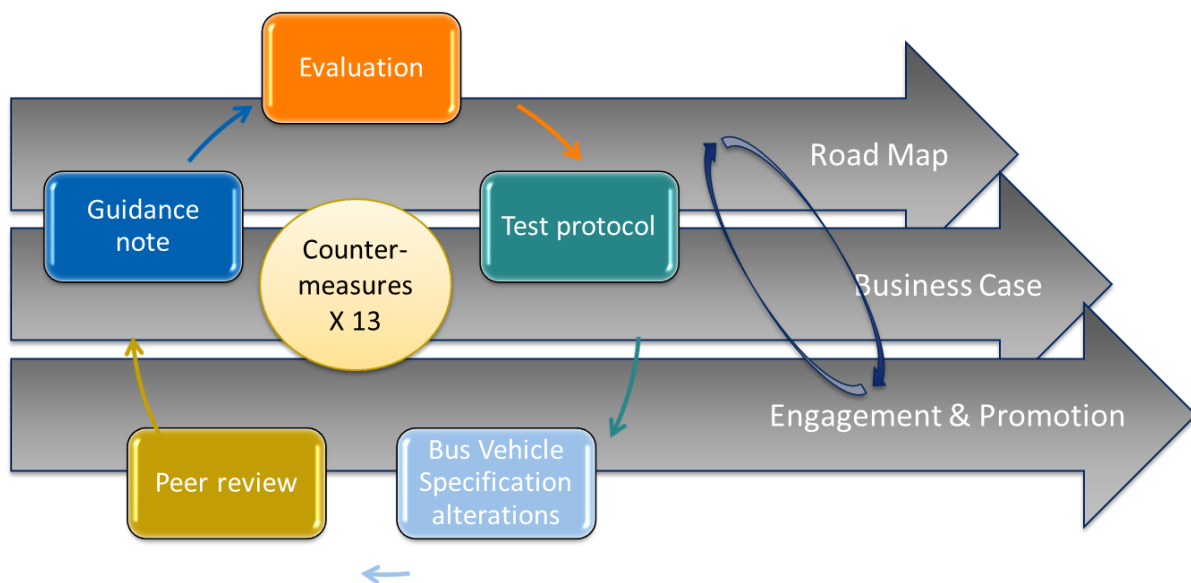 Evaluation
Road Map
Guidance
note
Test protocol
Counter-
measures
X 13
Business Case
Engagement & Promotion
Peer review
Bus Vehicle
Specification
alterations